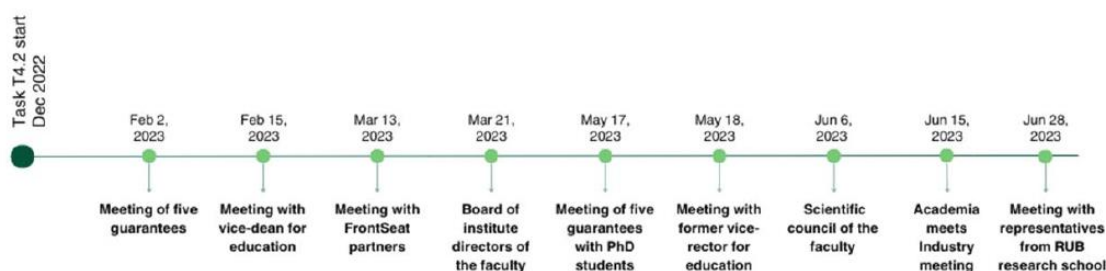 Task T4.2 start
Dec 2022
Feb 2,
2023
Feb 15,
2023
Mar 13,
2023
Mar 21,
2023
May 17,
2023
May 18,
2023
Jun 6,
2023
Jun 15,
2023
Jun 28,
2023
Meeting of five
guarantees
Meeting with
vice-dean for
education
Meeting with
FrontSeat
partners
Board of
institute
directors of
the faculty
Meeting of five
guarantees
with PhD
students
Meeting with
former vice-
rector for
education
Scientific
council of the
faculty
Academia
meets
Industry
meeting
Meeting with
representatives
from RUB
research school